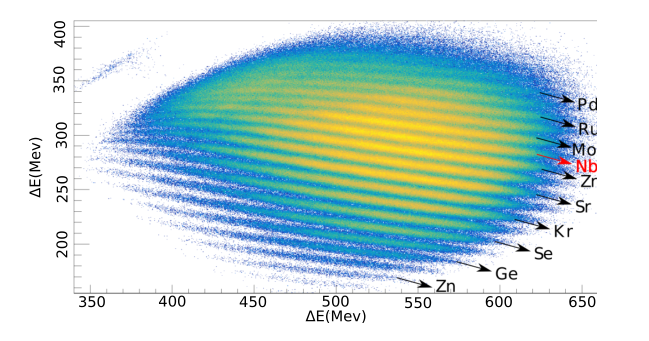 400
350
300
250
200
ΔE(Mev)
350
400
450
500
550
600
650
ΔE(Mev)
Pd
Ru
Mo
Nb
Zr
Sr
Kr
Se
Ge
Zn